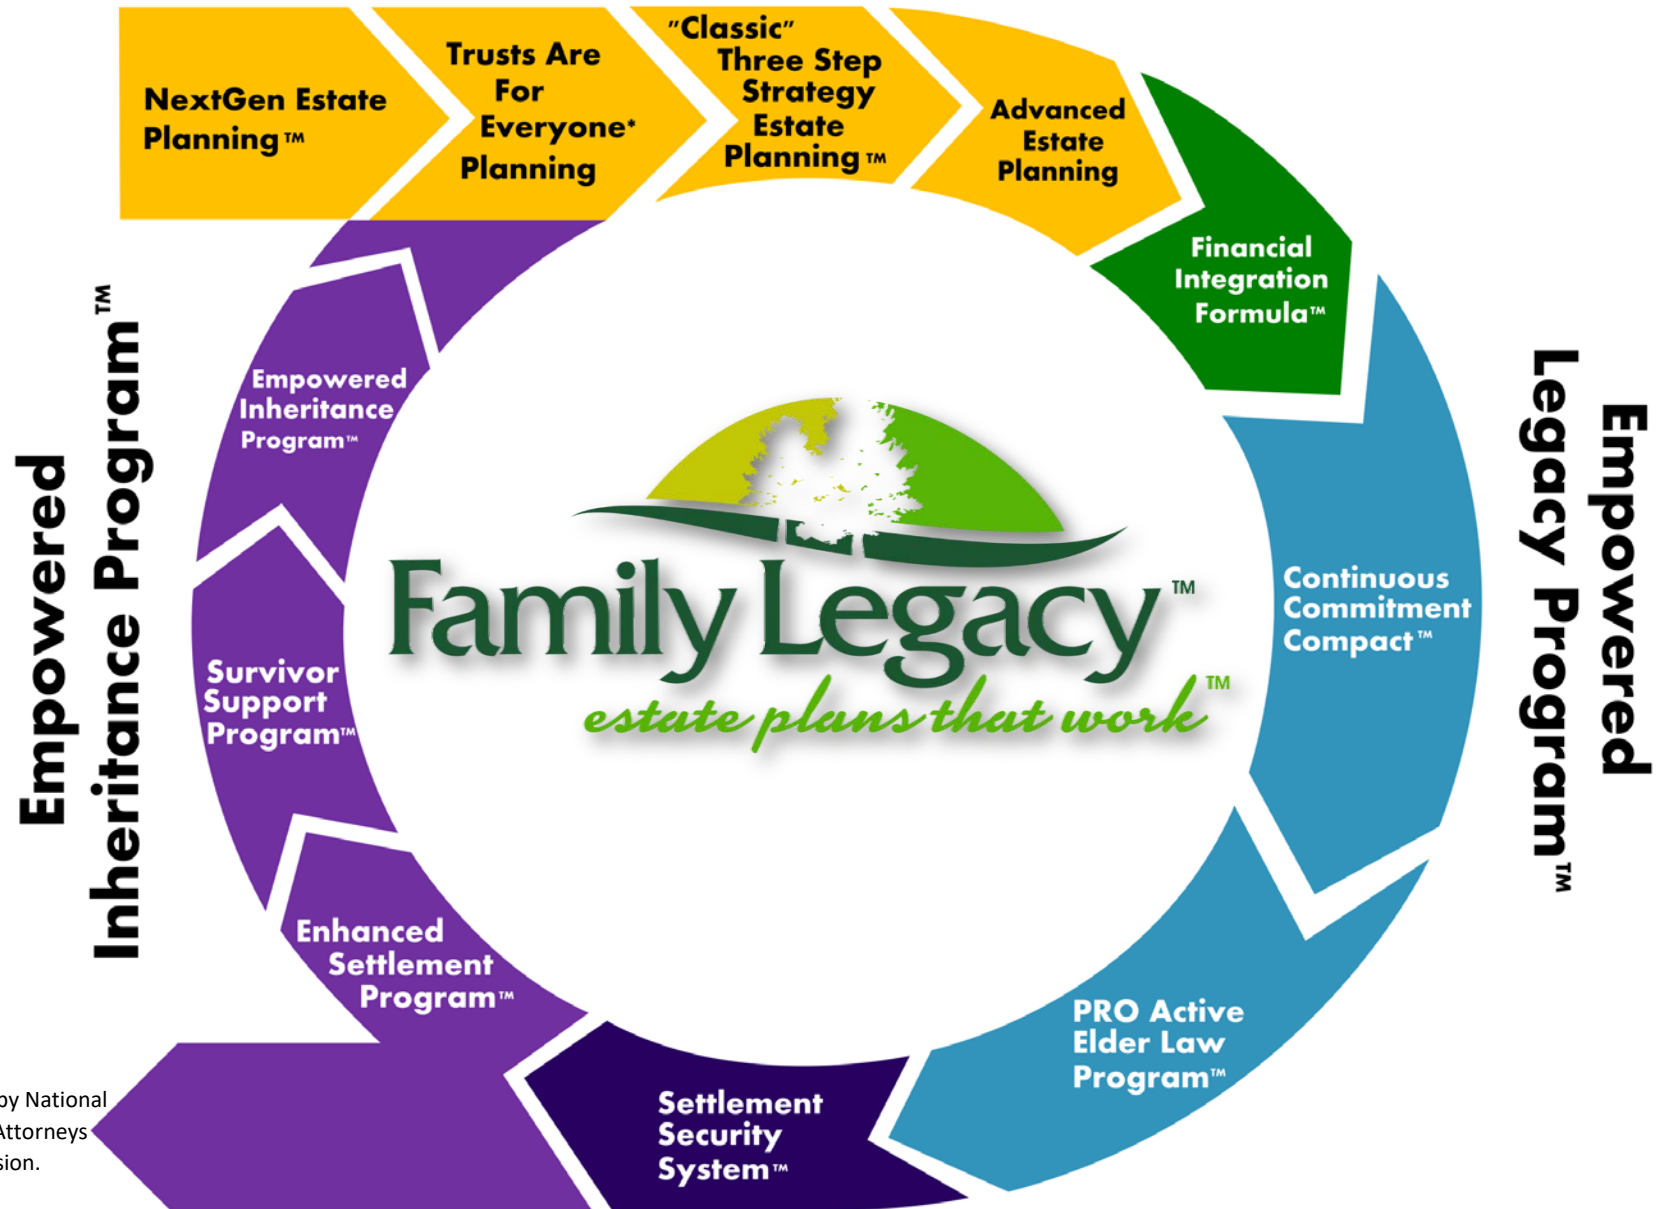 NextGen Estate
Planning™
Trusts Are
For
Everyone*
Planning
"Classic"
Three Step
Strategy
Estate
Planning™
Advanced
Estate
Planning
Financial
Integration
Formula™
Continuous
Commitment
Compact™
PRO Active
Elder Law
Program™
Settlement
Security
System™
Enhanced
Settlement
Program™
Survivor
Support
Program™
Empowered
Inheritance
Program™
Empowered
Inheritance Program™
Empowered
Legacy Program™
Family Legacy™
estate plans that work™
by National
Attorneys
sion.